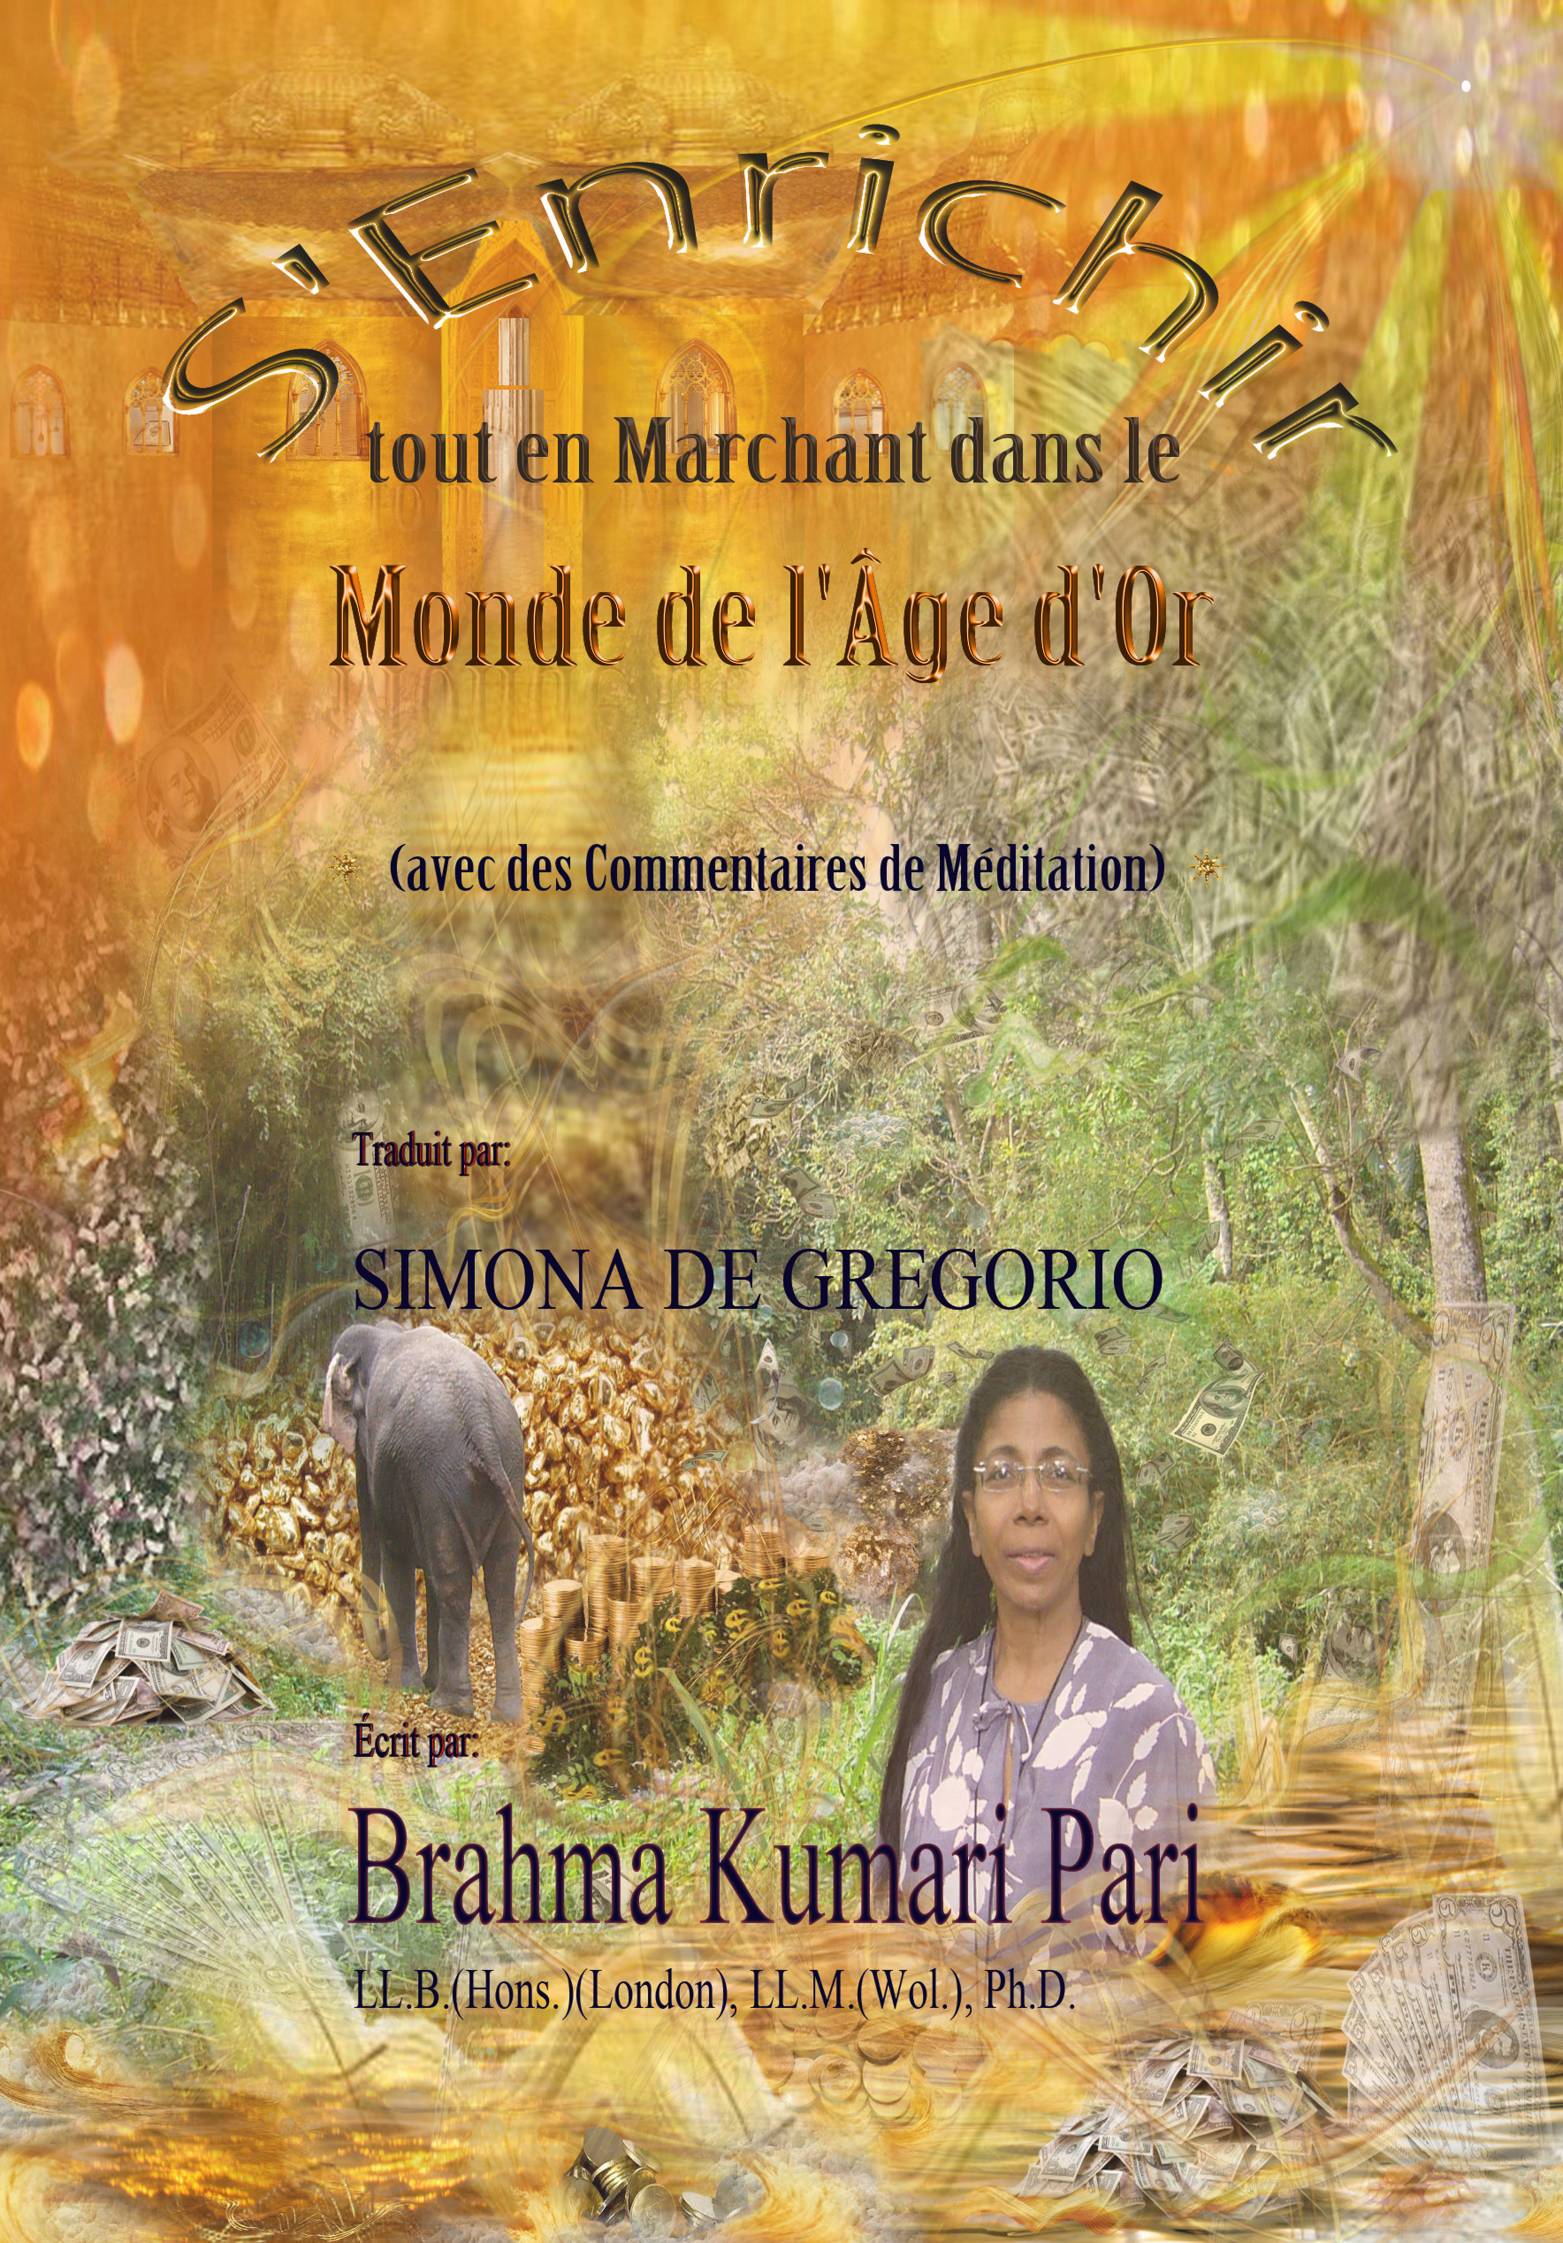 S'Enrichir
tout en Marchant dans le
Monde de l'Âge d'Or
(avec des Commentaires de Méditation)
Traduit par:
SIMONA DE GREGORIO
Écrit par:
Brahma Kumari Pari
LL.B.(Hons.)(London), LL.M.(Wol.), Ph.D.